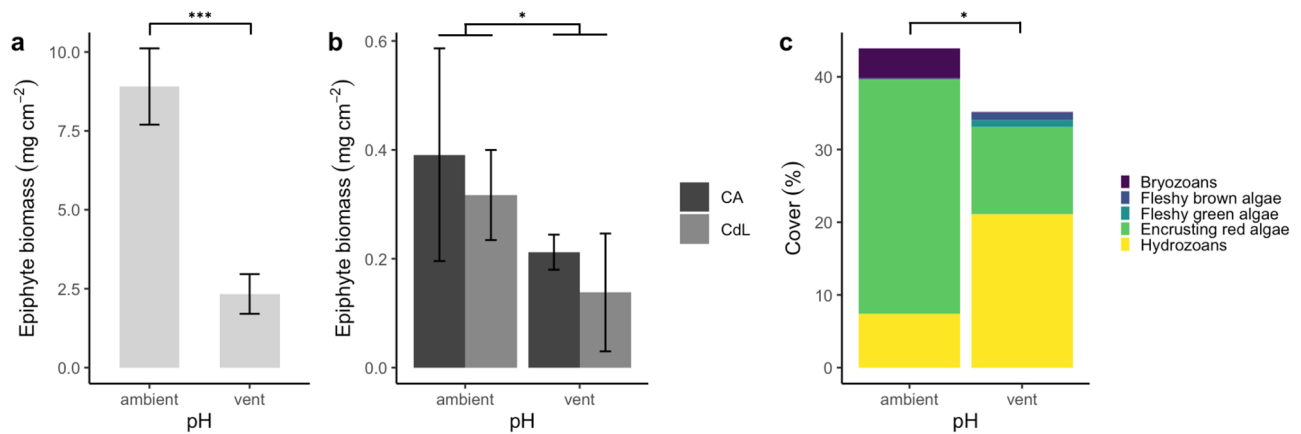 a
***
Epiphyte biomass (mg cm−2)
10.0
7.5
5.0
2.5
0.0
ambient
vent
pH
b
*
Epiphyte biomass (mg cm−2)
0.6
0.4
0.2
0.0
ambient
vent
pH
CA
CdL
c
*
Cover (%)
40
30
20
10
0
ambient
vent
pH
Bryozoans
Fleshy brown algae
Fleshy green algae
Encrusting red algae
Hydrozoans